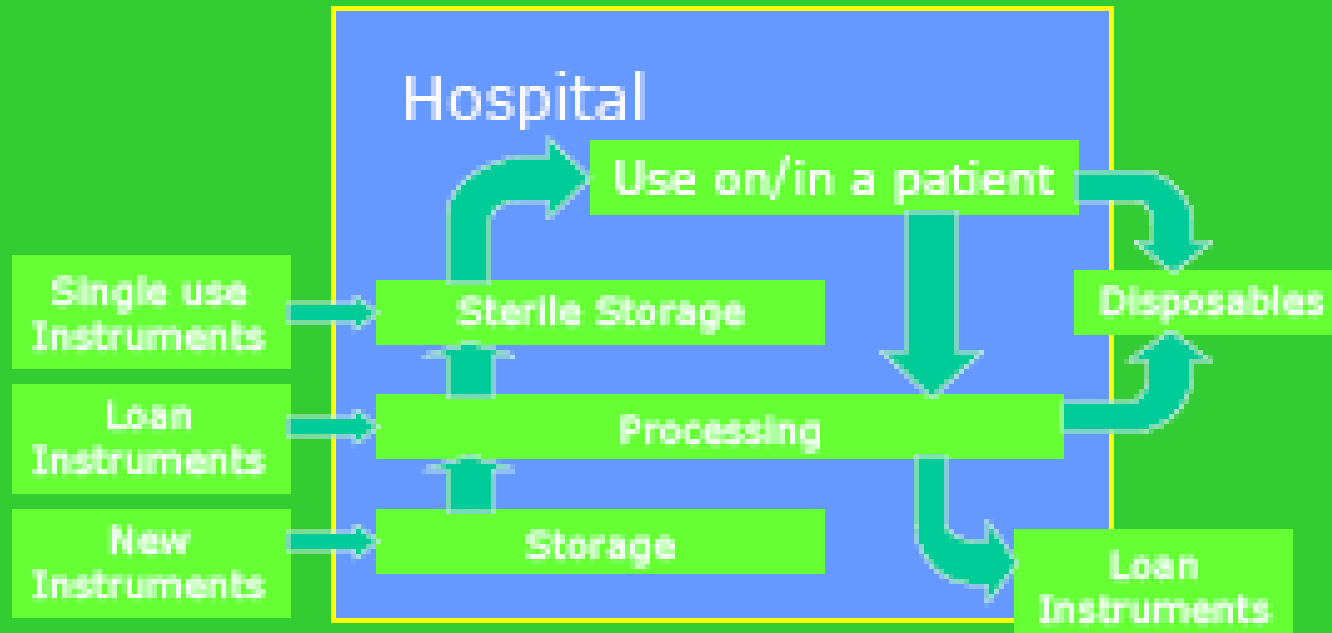 Hospital
Use on/in a patient
Single use
Instruments
Sterile Storage
Disposables
Loan
Instruments
Processing
New
Instruments
Storage
Loan
Instruments